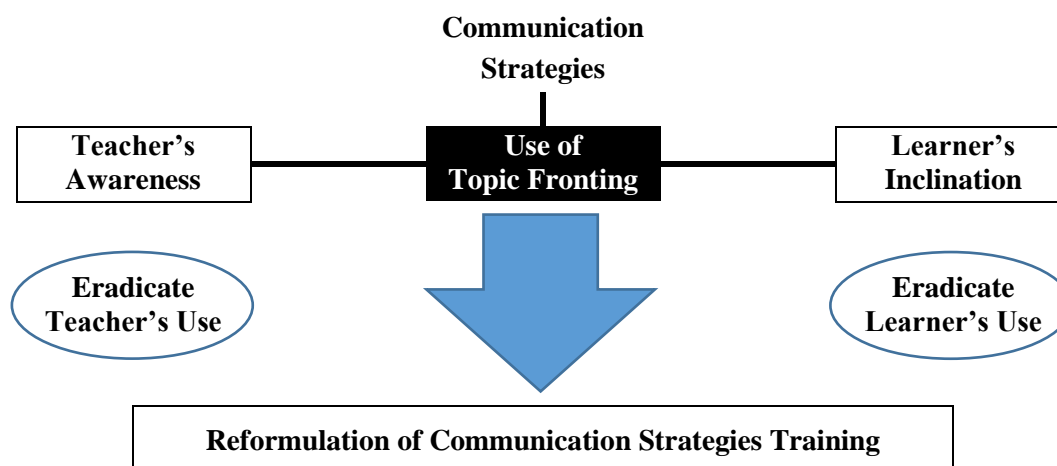 Communication
Strategies
Teacher's
Awareness
Use of
Topic Fronting
Learner's
Inclination
Eradicate
Teacher's Use
Eradicate
Learner's Use
Reformulation of Communication Strategies Training